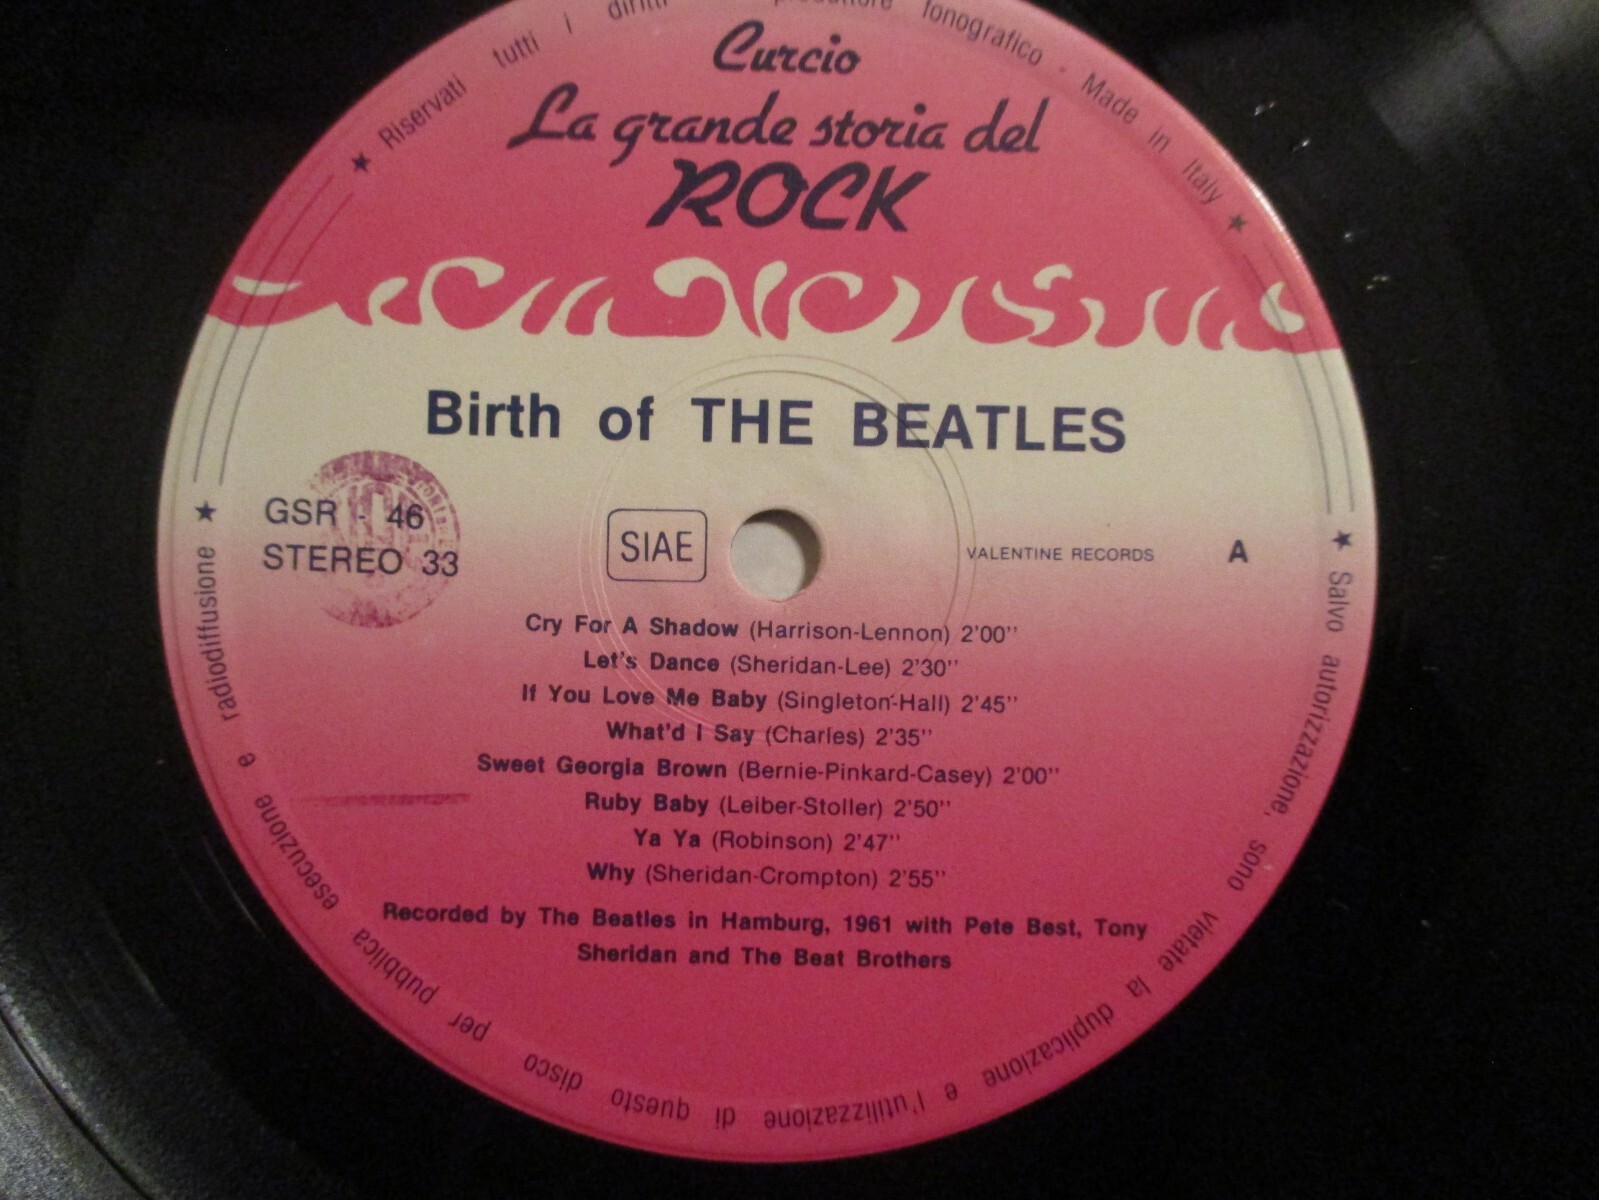 Curcio
La grande storia del
ROCK
Birth of THE BEATLES
GSR - 46
STEREO 33
SIAE
VALENTINE RECORDS
A
Cry For A Shadow (Harrison-Lennon) 2'00''
Let's Dance (Sheridan-Lee) 2'30''
If You Love Me Baby (Singleton-Hall) 2'45''
What'd I Say (Charles) 2'35''
Sweet Georgia Brown (Bernie-Pinkard-Casey) 2'00''
Ruby Baby (Leiber-Stoller) 2'50''
Ya Ya (Robinson) 2'47''
Why (Sheridan-Crompton) 2'55''
Recorded by The Beatles in Hamburg, 1961 with Pete Best, Tony
Sheridan and The Beat Brothers
★ Riservati tutti i diritti produttore fonografico - Made in Italy ★
★ Salvo autorizzazione, sono vietate la duplicazione e l'utilizzazione di questo disco per pubblica esecuzione e radiodiffusione ★